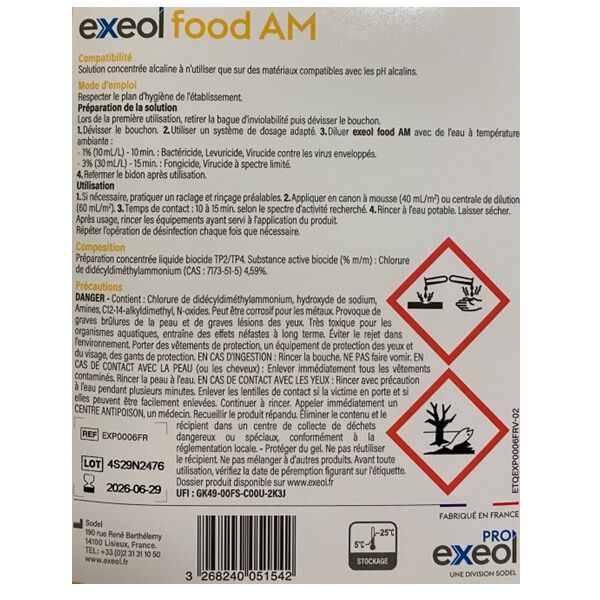 exeol food AM
Compatibilité
Solution concentrée alcaline à n'utiliser que sur des matériaux compatibles avec les pH alcalins.
Mode d'emploi
Respecter le plan d'hygiène de l'établissement.
Préparation de la solution
Lors de la première utilisation, retirer la bague d'inviolabilité puis dévisser le bouchon.
1. Dévisser le bouchon. 2. Utiliser un système de dosage adapté. 3. Diluer exeol food AM avec de l'eau à température
ambiante :
· 1% (10 mL/L) - 10 min. : Bactéricide, Levuricide, Virucide contre les virus enveloppés.
· 3% (30 mL/L) - 15 min. : Fongicide, Virucide à spectre limité.
4. Refermer le bidon après utilisation.
Utilisation
1. Si nécessaire, pratiquer un raclage et rinçage préalables. 2. Appliquer en canon à mousse (40 mL/m²) ou centrale de dilution
(60 mL/m²). 3. Temps de contact : 10 à 15 min. selon le spectre d'activité recherché. 4. Rincer à l'eau potable. Laisser sécher.
Après usage, rincer les équipements ayant servi à l'application du produit.
Répéter l'opération de désinfection chaque fois que nécessaire.
Composition
Préparation concentrée liquide biocide TP2/TP4. Substance active biocide (% m/m) : Chlorure
de didécyldiméthylammonium (CAS : 7173-51-5) 4,59%.
Précautions
DANGER - Contient : Chlorure de didécyldiméthylammonium, hydroxyde de sodium,
Amines, C12-14-alkyldimethyl, N-oxides. Peut être corrosif pour les métaux. Provoque de
graves brûlures de la peau et de graves lésions des yeux. Très toxique pour les
organismes aquatiques, entraîne des effets néfastes à long terme. Éviter le rejet dans
l'environnement. Porter des vêtements de protection, un équipement de protection des yeux et
du visage, des gants de protection. EN CAS D'INGESTION : Rincer la bouche. NE PAS faire vomir. EN
CAS DE CONTACT AVEC LA PEAU (ou les cheveux) : Enlever immédiatement tous les vêtements
contaminés. Rincer la peau à l'eau. EN CAS DE CONTACT AVEC LES YEUX : Rincer avec précaution
à l'eau pendant plusieurs minutes. Enlever les lentilles de contact si la victime en porte et si
elles peuvent être facilement enlevées. Continuer à rincer. Appeler immédiatement un
CENTRE ANTIPOISON, un médecin. Recueillir le produit répandu. Éliminer le contenu et le
récipient dans un centre de collecte de déchets
dangereux ou spéciaux, conformément à la
réglementation locale. - Protéger du gel. Ne pas réutiliser
le récipient. Ne pas mélanger à d'autres produits. Avant toute
utilisation, vérifiez la date de péremption figurant sur l'étiquette.
Dossier produit disponible sur www.exeol.fr
UFI : GK49-00FS-C00U-2K3J
REF EXP0006FR
LOT 4S29N2476
2026-06-29
ETQEXP0006FRV-02
Sodel
190 rue René Barthélemy
14100 Lisieux, France.
TEL : +33 (0)2 31 31 10 50
www.exeol.fr
3 268240 051542
5°C
25°C
STOCKAGE
FABRIQUÉ EN FRANCE
PRO
exeol
UNE DIVISION SODEL